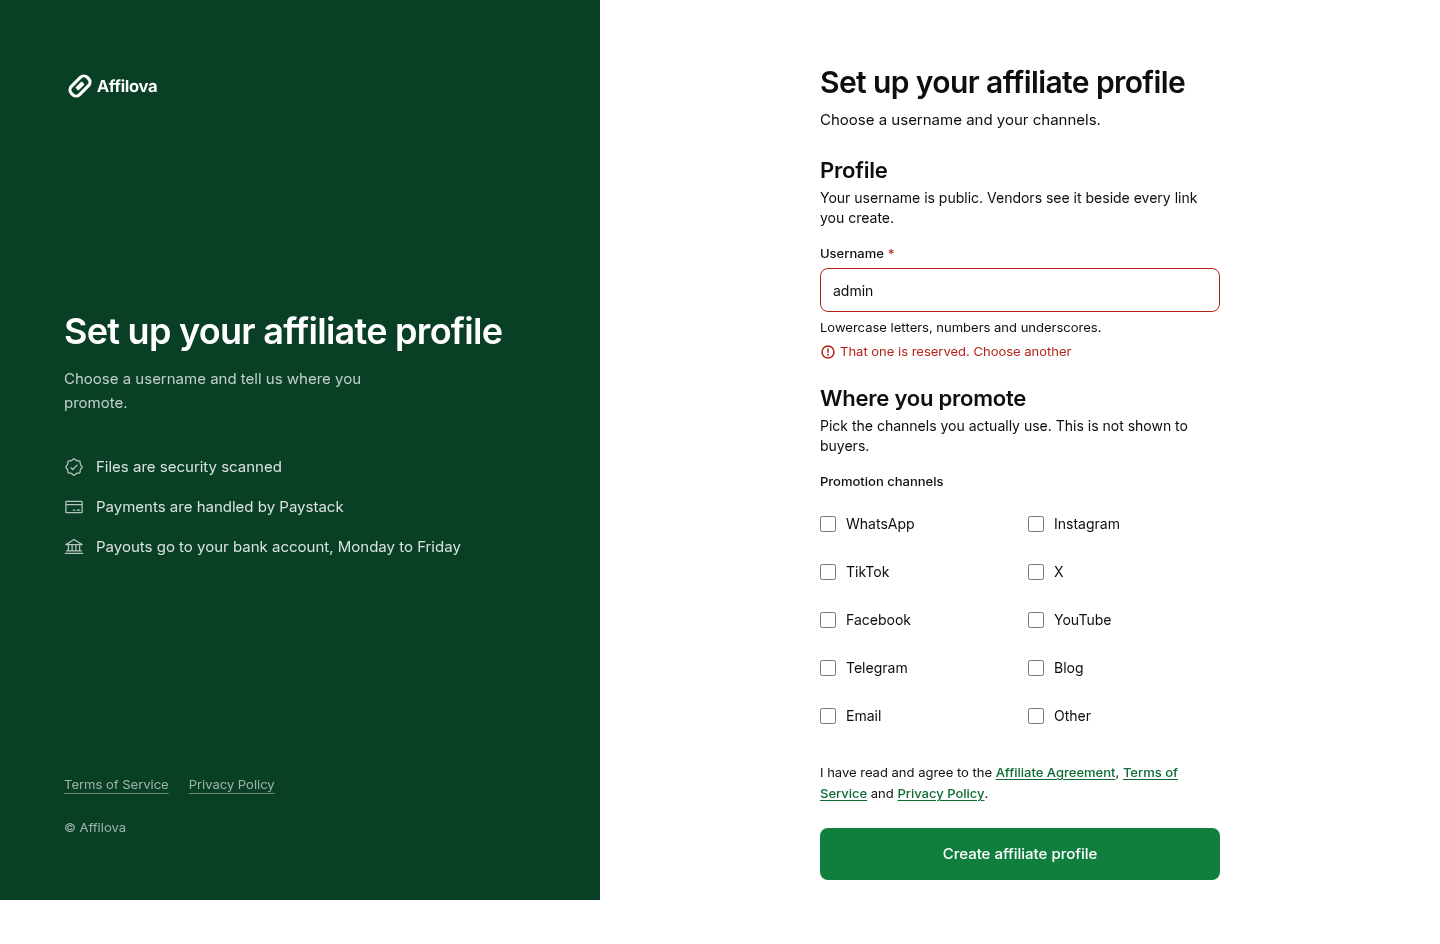 Affilova
Set up your affiliate profile
Choose a username and tell us where you
promote.
Files are security scanned
Payments are handled by Paystack
Payouts go to your bank account, Monday to Friday
Terms of Service Privacy Policy
© Affilova
Set up your affiliate profile
Choose a username and your channels.
Profile
Your username is public. Vendors see it beside every link
you create.
Username *
admin
Lowercase letters, numbers and underscores.
That one is reserved. Choose another
Where you promote
Pick the channels you actually use. This is not shown to
buyers.
Promotion channels
WhatsApp Instagram
TikTok X
Facebook YouTube
Telegram Blog
Email Other
I have read and agree to the Affiliate Agreement, Terms of
Service and Privacy Policy.
Create affiliate profile